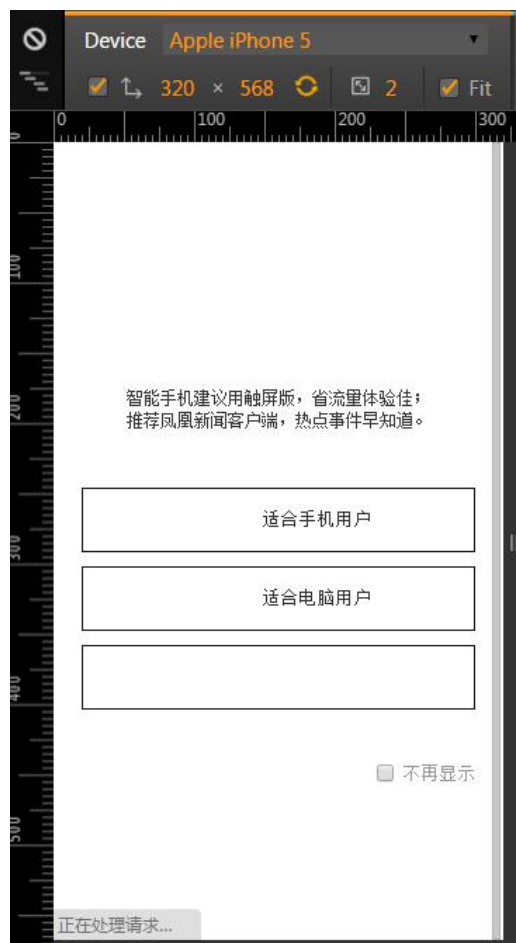 Device Apple iPhone 5
320 × 568 2 Fit
0 100 200 300
0
100
200
300
400
500
智能手机建议用触屏版，省流量体验佳；
推荐凤凰新闻客户端，热点事件早知道。
适合手机用户
适合电脑用户
不再显示
正在处理请求...